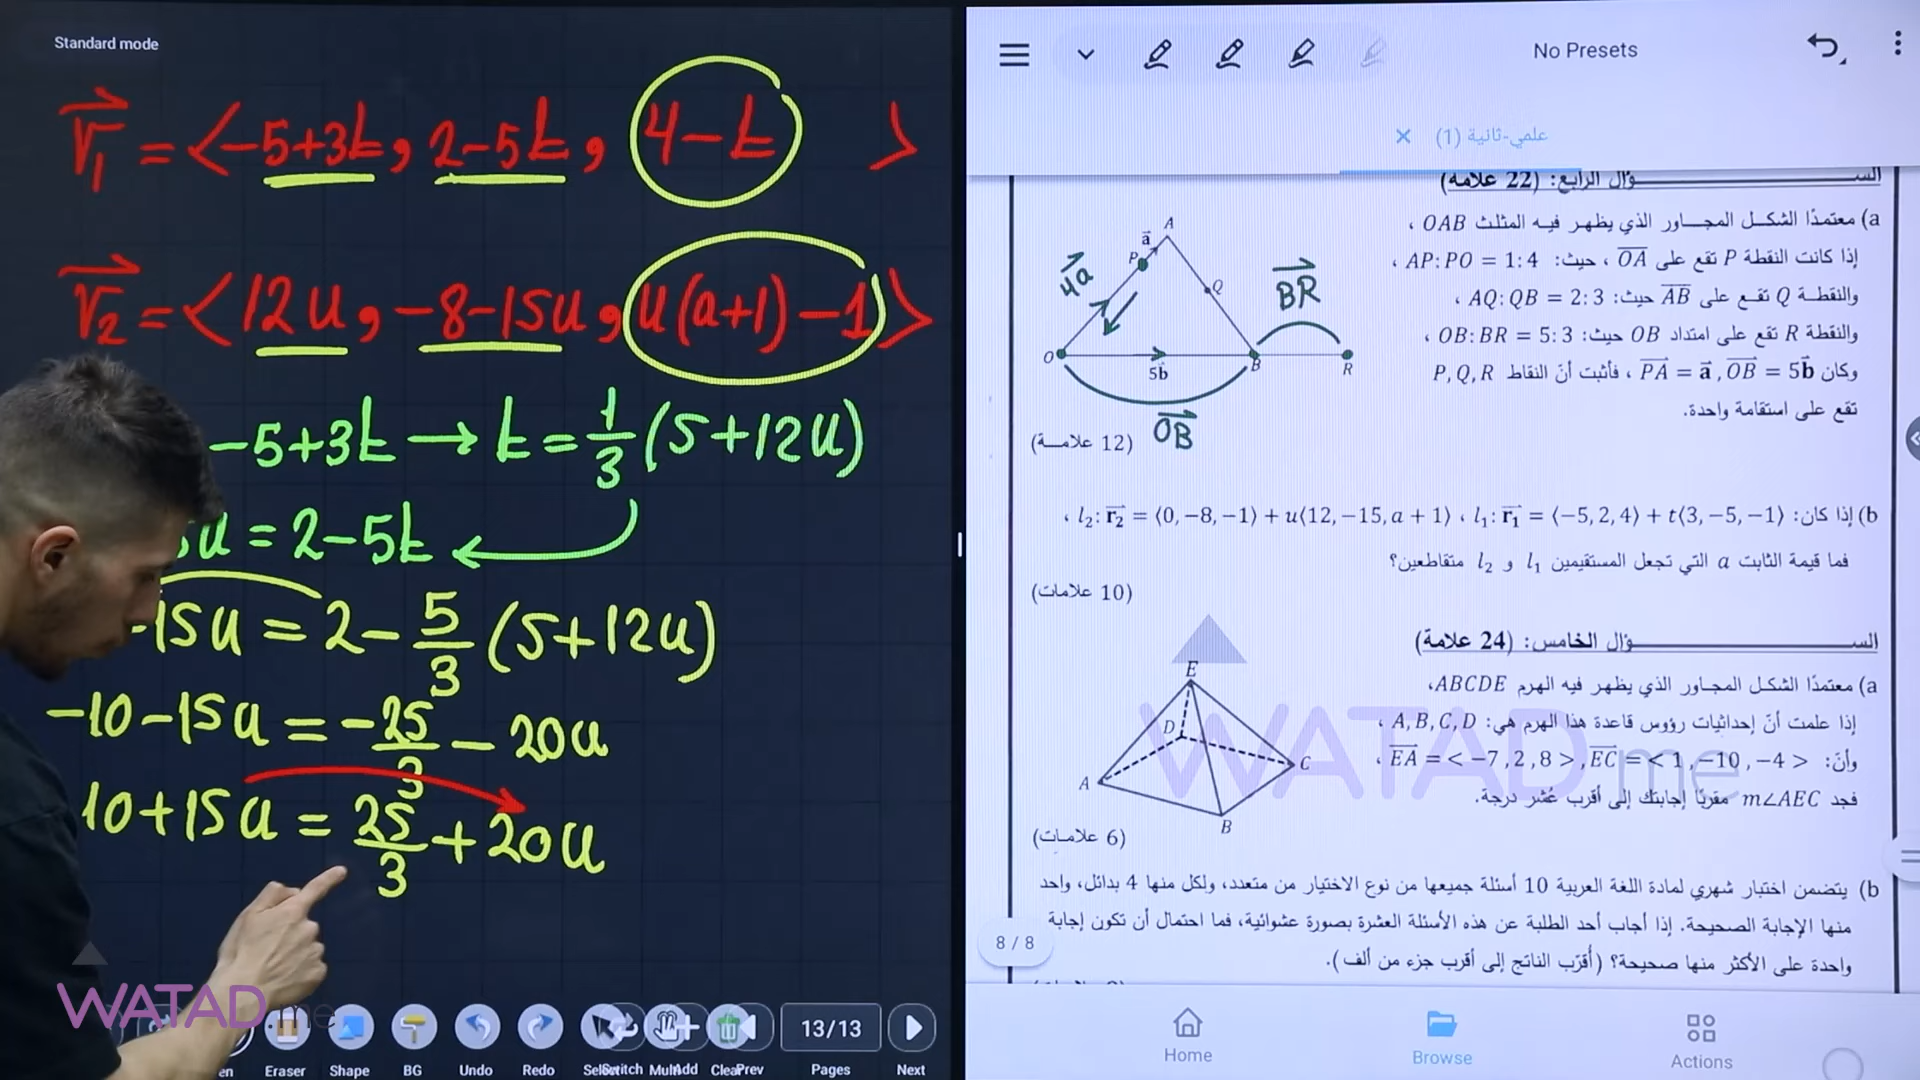 Standard mode
r₁ = <-5+3t, 2-5t, 4-t>
r₂ = <12u, -8-15u, u(a+1)-1>
-5+3t → t = 1/3 (5+12u)
u = 2-5t
-15u = 2 - 5/3 (5+12u)
-10-15u = -25/3 - 20u
10+15u = 25/3 + 20u
WATAD.me
Eraser Shape BG Undo Redo Select Switch Multi Add Clear Prev Pages Next
13/13
No Presets
علمي-ثانية (1)
السـؤال الرابع: (22 علامة)
a) معتمدًا الشكل المجاور الذي يظهر فيه المثلث OAB ،
إذا كانت النقطة P تقع على OA ، حيث: AP:PO = 1:4 ،
والنقطة Q تقع على AB حيث: AQ:QB = 2:3 ،
والنقطة R تقع على امتداد OB حيث: OB:BR = 5:3 ،
وكان PA = a , OB = 5b ، فأثبت أنّ النقاط P, Q, R
تقع على استقامة واحدة.
(12 علامة)
A
a
P
4a
Q
BR
O
5b
B
R
OB
b) إذا كان: l₁: r₁ = ⟨-5, 2, 4⟩ + t⟨3, -5, -1⟩ ، l₂: r₂ = ⟨0, -8, -1⟩ + u⟨12, -15, a + 1⟩ ،
فما قيمة الثابت a التي تجعل المستقيمين l₁ و l₂ متقاطعين؟
(10 علامات)
السـؤال الخامس: (24 علامة)
a) معتمدًا الشكل المجاور الذي يظهر فيه الهرم ABCDE،
إذا علمت أنّ إحداثيات رؤوس قاعدة هذا الهرم هي: A, B, C, D ،
وأنّ: EA = < -7 , 2 , 8 > , EC = < 1 , -10 , -4 > ،
فجد m∠AEC مقربًا إجابتك إلى أقرب عُشر درجة.
(6 علامات)
E
D
A
C
B
WATAD.me
b) يتضمن اختبار شهري لمادة اللغة العربية 10 أسئلة جميعها من نوع الاختيار من متعدد، ولكل منها 4 بدائل، واحد
منها الإجابة الصحيحة. إذا أجاب أحد الطلبة عن هذه الأسئلة العشرة بصورة عشوائية، فما احتمال أن تكون إجابة
واحدة على الأكثر منها صحيحة؟ (أُقرّب الناتج إلى أقرب جزء من ألف).
8 / 8
Home Browse Actions